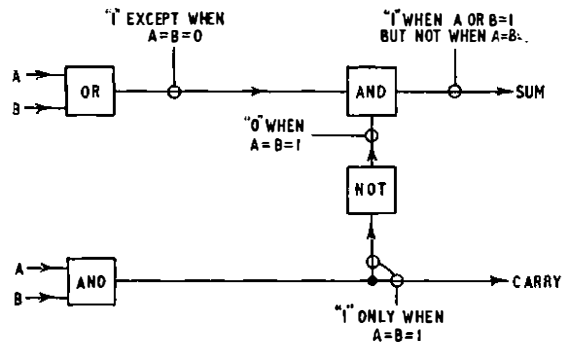 "1" EXCEPT WHEN
A=B=0
"1" WHEN A OR B=1
BUT NOT WHEN A=B
A
B
OR
AND
SUM
"0" WHEN
A=B=1
NOT
A
B
AND
CARRY
"1" ONLY WHEN
A=B=1